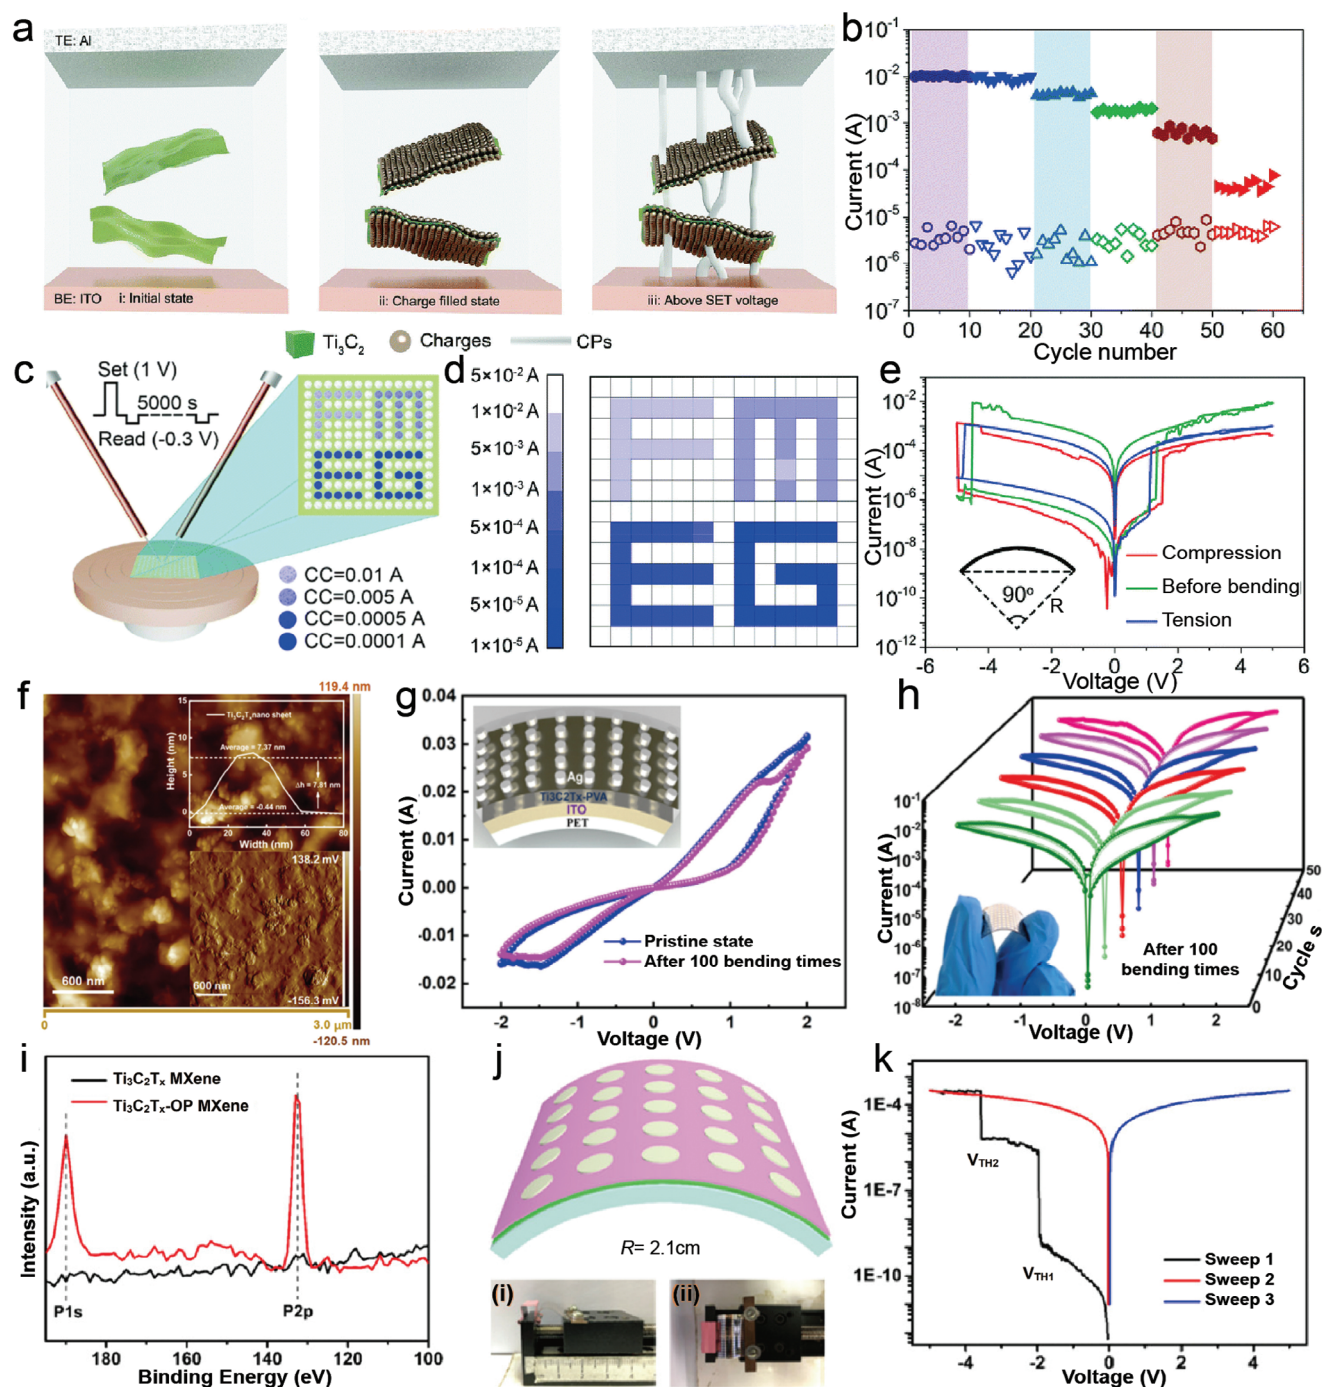 a
TE: Al
BE: ITO
i: Initial state
ii: Charge filled state
iii: Above SET voltage
Ti₃C₂
Charges
CPs
b
Current (A)
10⁻¹
10⁻²
10⁻³
10⁻⁴
10⁻⁵
10⁻⁶
10⁻⁷
0 10 20 30 40 50 60
Cycle number
c
Set (1 V)
5000 s
Read (-0.3 V)
CC=0.01 A
CC=0.005 A
CC=0.0005 A
CC=0.0001 A
d
5×10⁻² A
1×10⁻² A
5×10⁻³ A
1×10⁻³ A
5×10⁻⁴ A
1×10⁻⁴ A
5×10⁻⁵ A
1×10⁻⁵ A
F M
E G
e
Current (A)
10⁻²
10⁻⁴
10⁻⁶
10⁻⁸
10⁻¹⁰
10⁻¹²
90º
R
Compression
Before bending
Tension
-6 -4 -2 0 2 4 6
Voltage (V)
f
119.4 nm
Height (nm)
15
10
5
0
Ti₃C₂Tₓ nano sheet
Average = 7.37 nm
Δh = 7.81 nm
Average = -0.44 nm
0 20 40 60 80
Width (nm)
138.2 mV
600 nm
600 nm
-156.3 mV
0
3.0 µm
-120.5 nm
g
Current (A)
0.04
0.03
0.02
0.01
0.00
-0.01
-0.02
Ag
Ti3C2Tx-PVA
ITO
PET
Pristine state
After 100 bending times
-2 -1 0 1 2
Voltage (V)
h
Current (A)
10⁻¹
10⁻²
10⁻³
10⁻⁴
10⁻⁵
10⁻⁶
10⁻⁷
10⁻⁸
After 100
bending times
-2 -1 0 1 2
Voltage (V)
0 10 20 30 40 50
Cycle s
i
Intensity (a.u.)
Ti₃C₂Tₓ MXene
Ti₃C₂Tₓ-OP MXene
P1s
P2p
180 160 140 120 100
Binding Energy (eV)
j
R= 2.1cm
(i)
(ii)
k
Current (A)
1E-4
1E-7
1E-10
V_TH2
V_TH1
Sweep 1
Sweep 2
Sweep 3
-4 -2 0 2 4
Voltage (V)